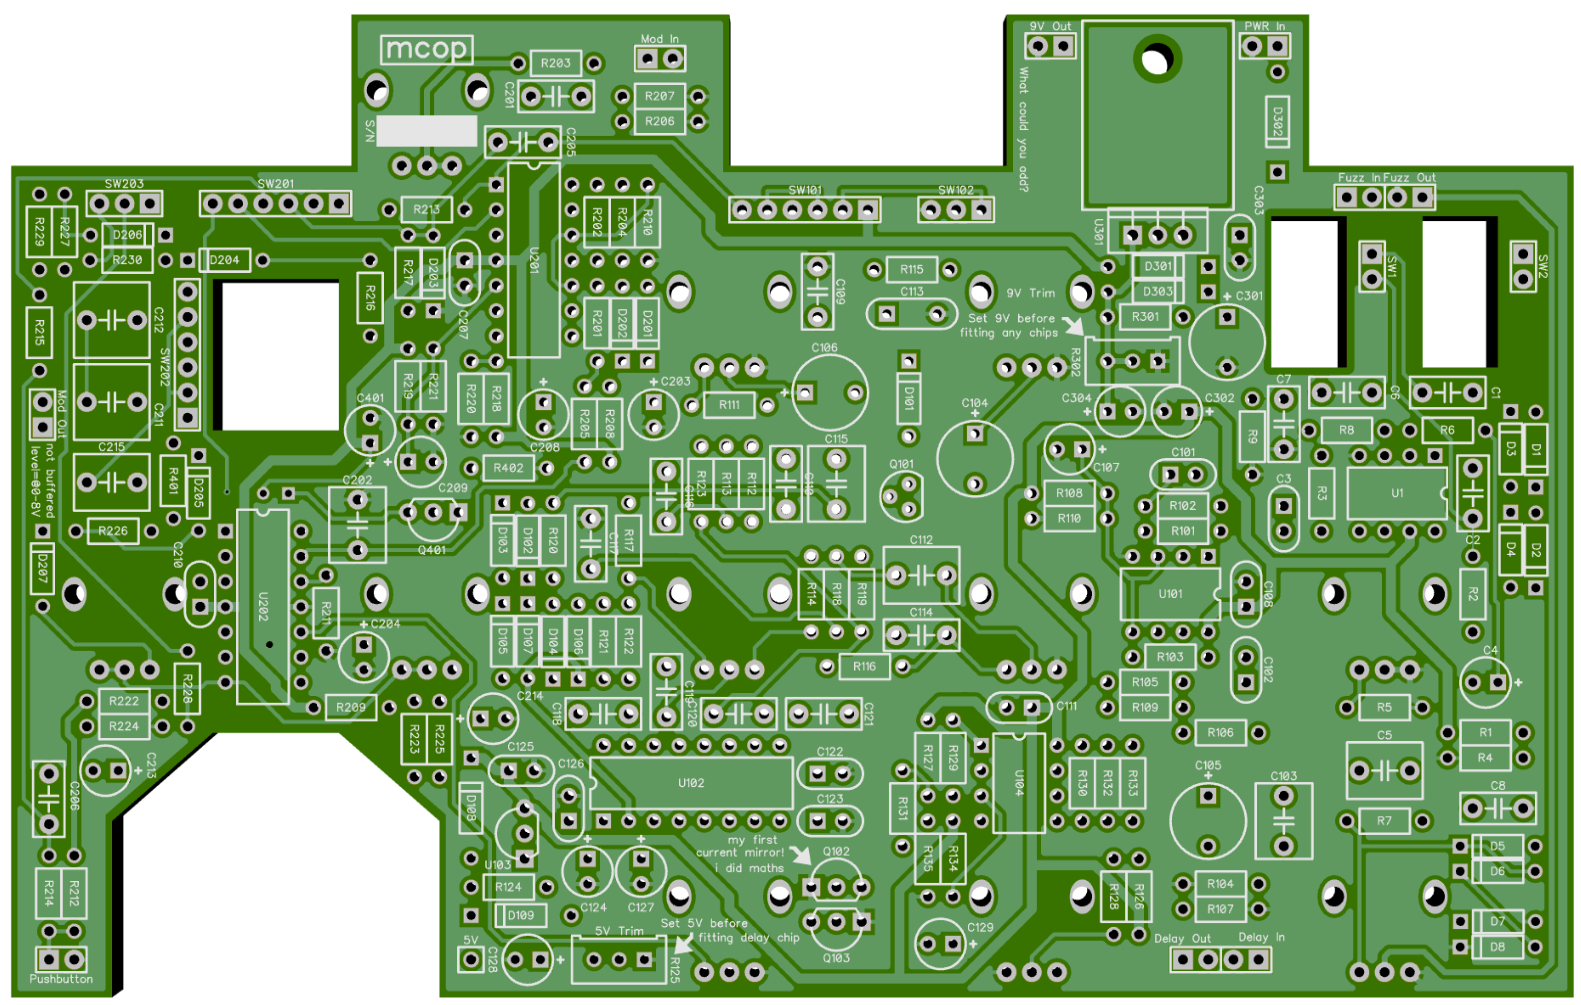 mcop
Mod In
9V Out
PWR In
R203
C201
R207
R206
S/N
C205
What could you add?
D302
SW203
SW201
SW101
SW102
Fuzz In
Fuzz Out
R229
R227
D206
R230
D204
R213
U201
R202
R204
R210
C303
U301
SW1
SW2
R217
D203
R216
C207
C109
R115
C113
9V Trim
D301
D303
R301
C301
Set 9V before
fitting any chips
C212
R215
SW202
R201
D202
D201
R302
C106
R219
R221
R220
R218
C203
C208
R205
R208
R111
D101
C104
C304
C302
C7
C6
C1
Mod Out
not buffered
level=00-8V
C211
C401
R9
R8
R6
D3
D1
C215
R401
D205
R402
C115
Q101
C107
C101
C202
C209
C116
R123
R113
R112
C110
R108
R110
R102
R101
C3
R3
U1
C2
R226
Q401
D103
D102
R120
C117
R117
D4
D2
D207
C210
U202
R211
C204
R114
R118
R119
C112
C114
U101
C108
R2
D105
D107
D104
D106
R121
R122
R116
R103
C102
C4
R228
R222
R224
R209
C214
C119
C118
C120
C121
C111
R105
R109
R106
R5
R1
R4
R223
R225
C213
C206
C125
C126
U102
C122
C123
R127
R129
U104
R130
R132
R133
C105
C103
C5
C8
R7
D108
U103
R131
my first
current mirror!
i did maths
Q102
R135
R134
D5
D6
R214
R212
R124
C124
C127
R128
R126
R104
R107
D109
Set 5V before
fitting delay chip
Q103
C129
D7
D8
5V
C128
5V Trim
R125
Delay Out
Delay In
Pushbutton